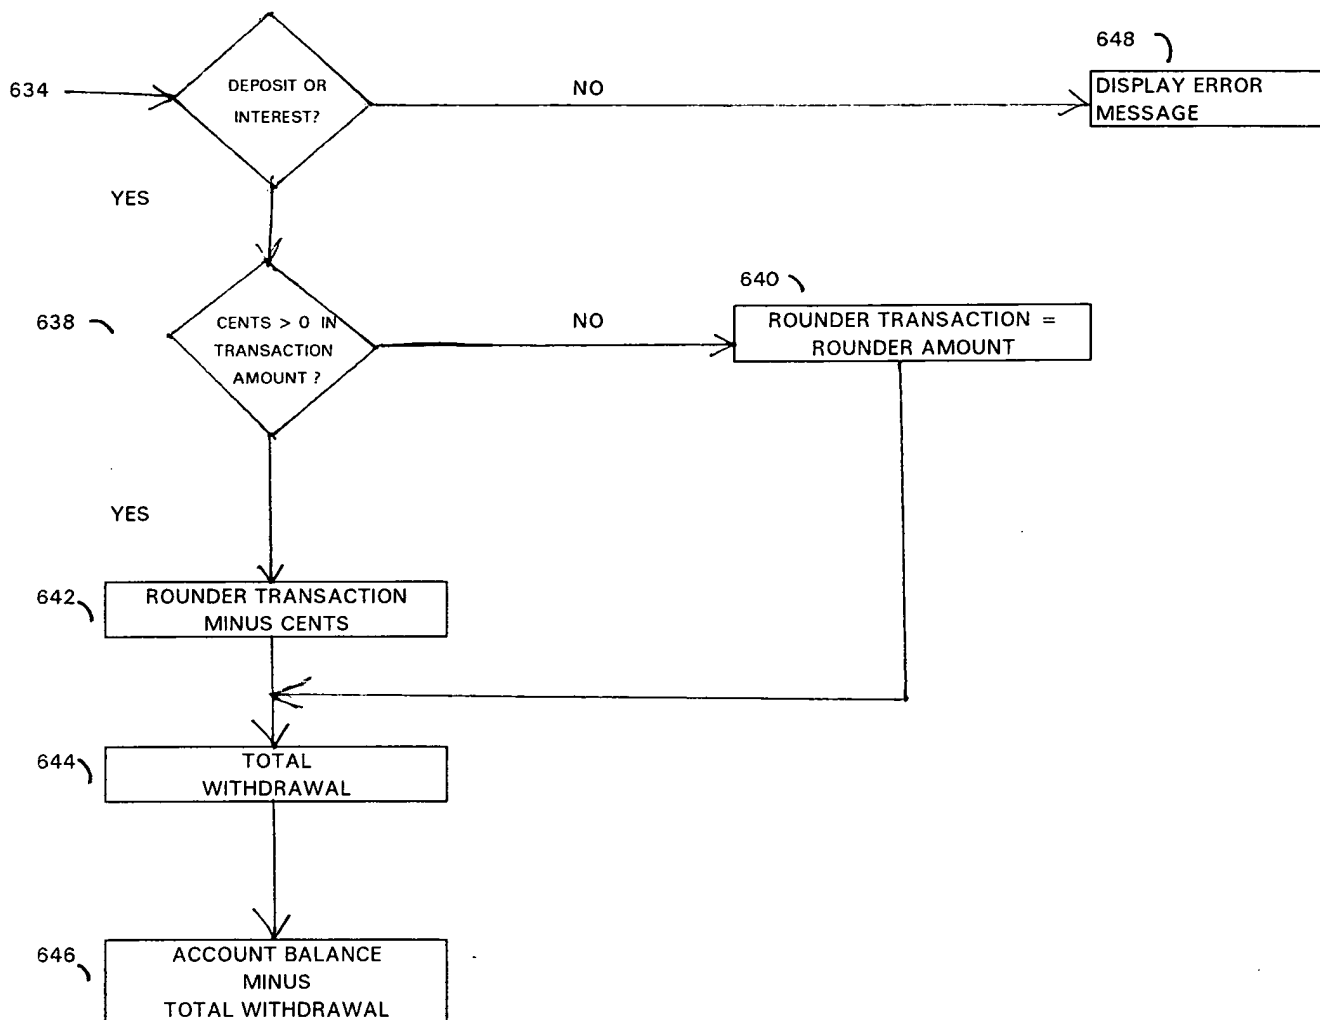 648
DISPLAY ERROR
MESSAGE
634
DEPOSIT OR
INTEREST?
NO
YES
640
ROUNDER TRANSACTION =
ROUNDER AMOUNT
638
CENTS > 0 IN
TRANSACTION
AMOUNT ?
NO
YES
642
ROUNDER TRANSACTION
MINUS CENTS
644
TOTAL
WITHDRAWAL
646
ACCOUNT BALANCE
MINUS
TOTAL WITHDRAWAL